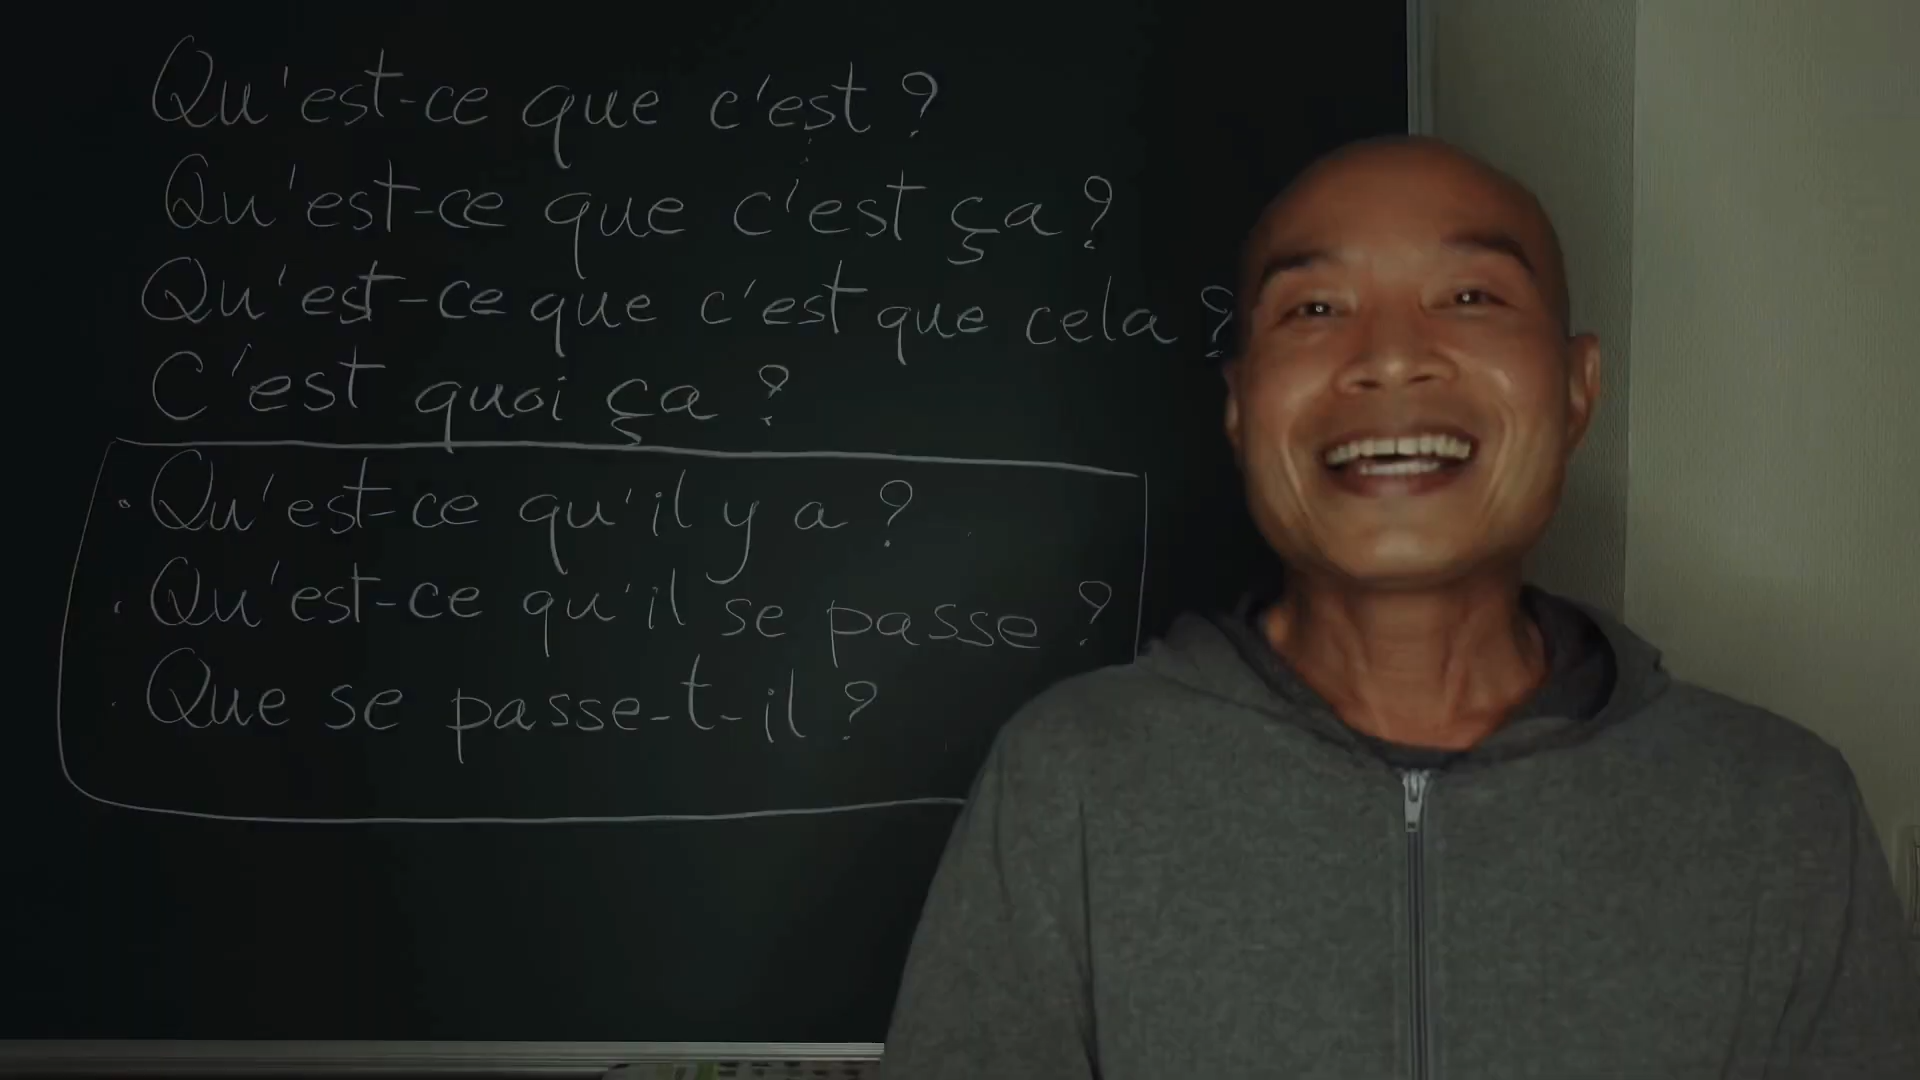 Qu'est-ce que c'est ?
Qu'est-ce que c'est ça ?
Qu'est-ce que c'est que cela ?
C'est quoi ça ?
· Qu'est-ce qu'il y a ?
· Qu'est-ce qu'il se passe ?
· Que se passe-t-il ?